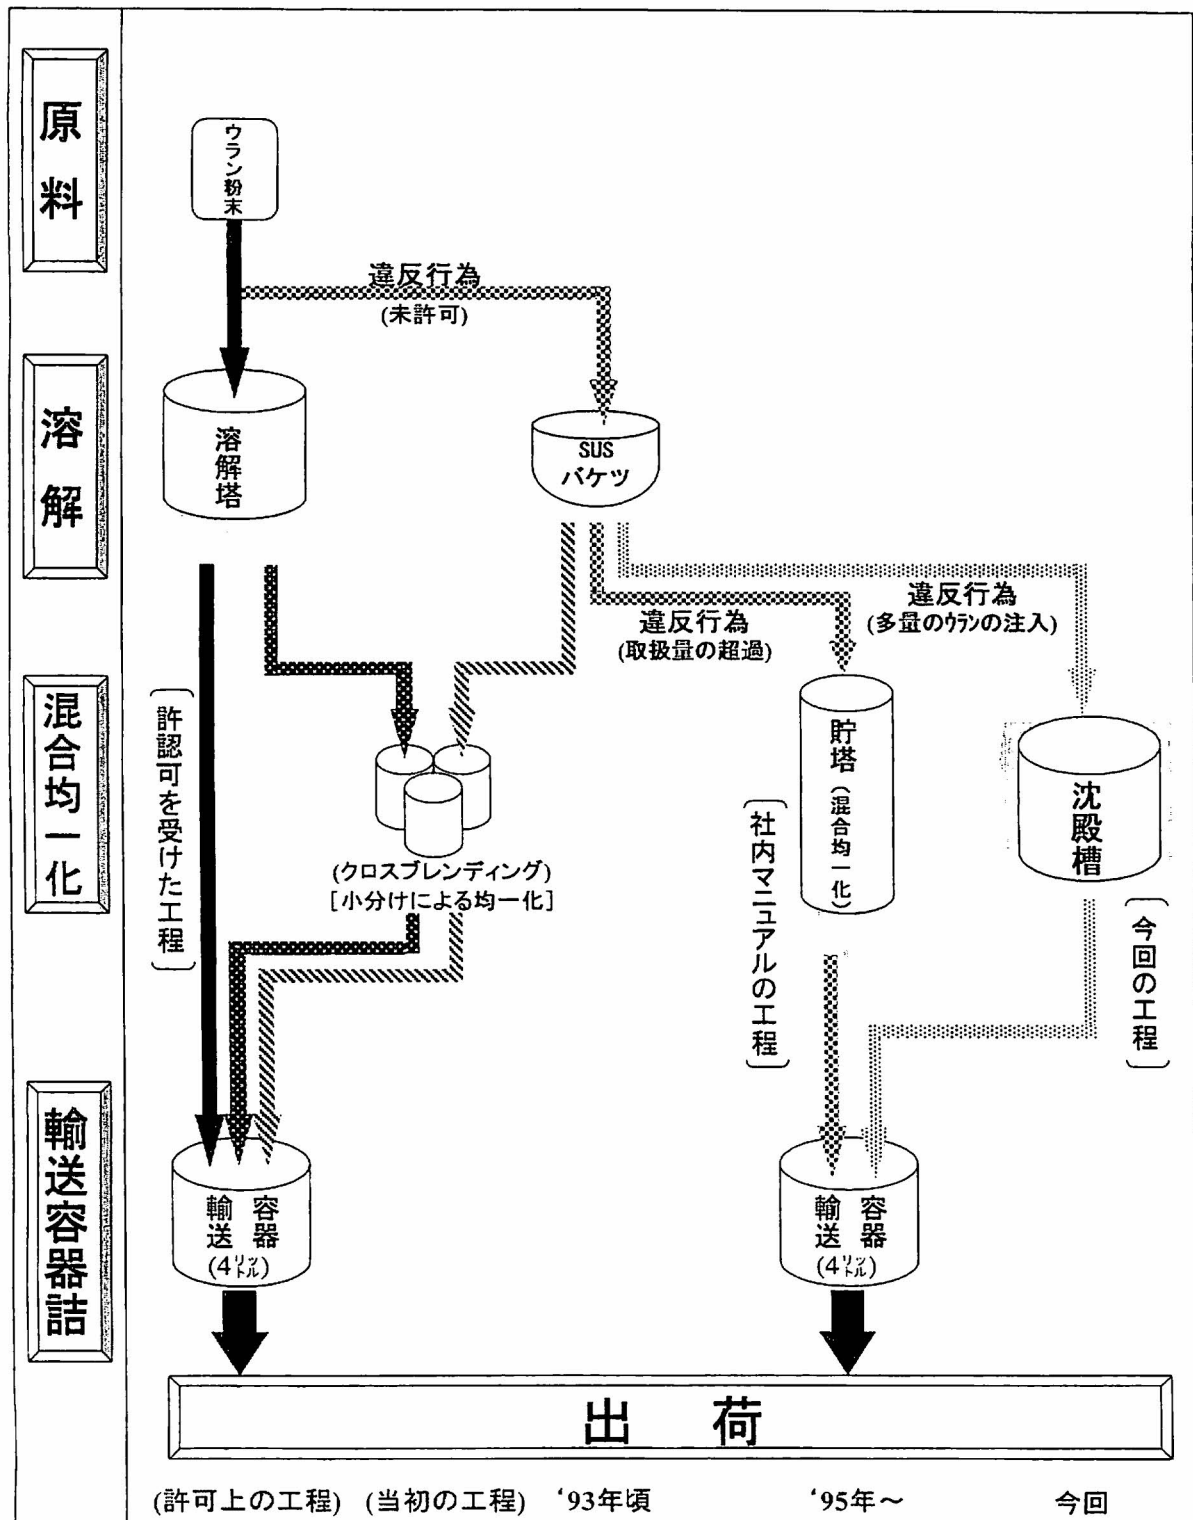 原料
ウラン粉末
違反行為
(未許可)
溶解
溶解塔
SUS
バケツ
違反行為
(取扱量の超過)
違反行為
(多量のウランの注入)
混合均一化
〔許認可を受けた工程〕
(クロスブレンディング)
[小分けによる均一化]
〔社内マニュアルの工程〕
貯塔(混合均一化)
沈殿槽
〔今回の工程〕
輸送容器詰
輸送容器
(4リットル)
輸送容器
(4リットル)
出荷
(許可上の工程) (当初の工程) ‘93年頃 ‘95年～ 今回